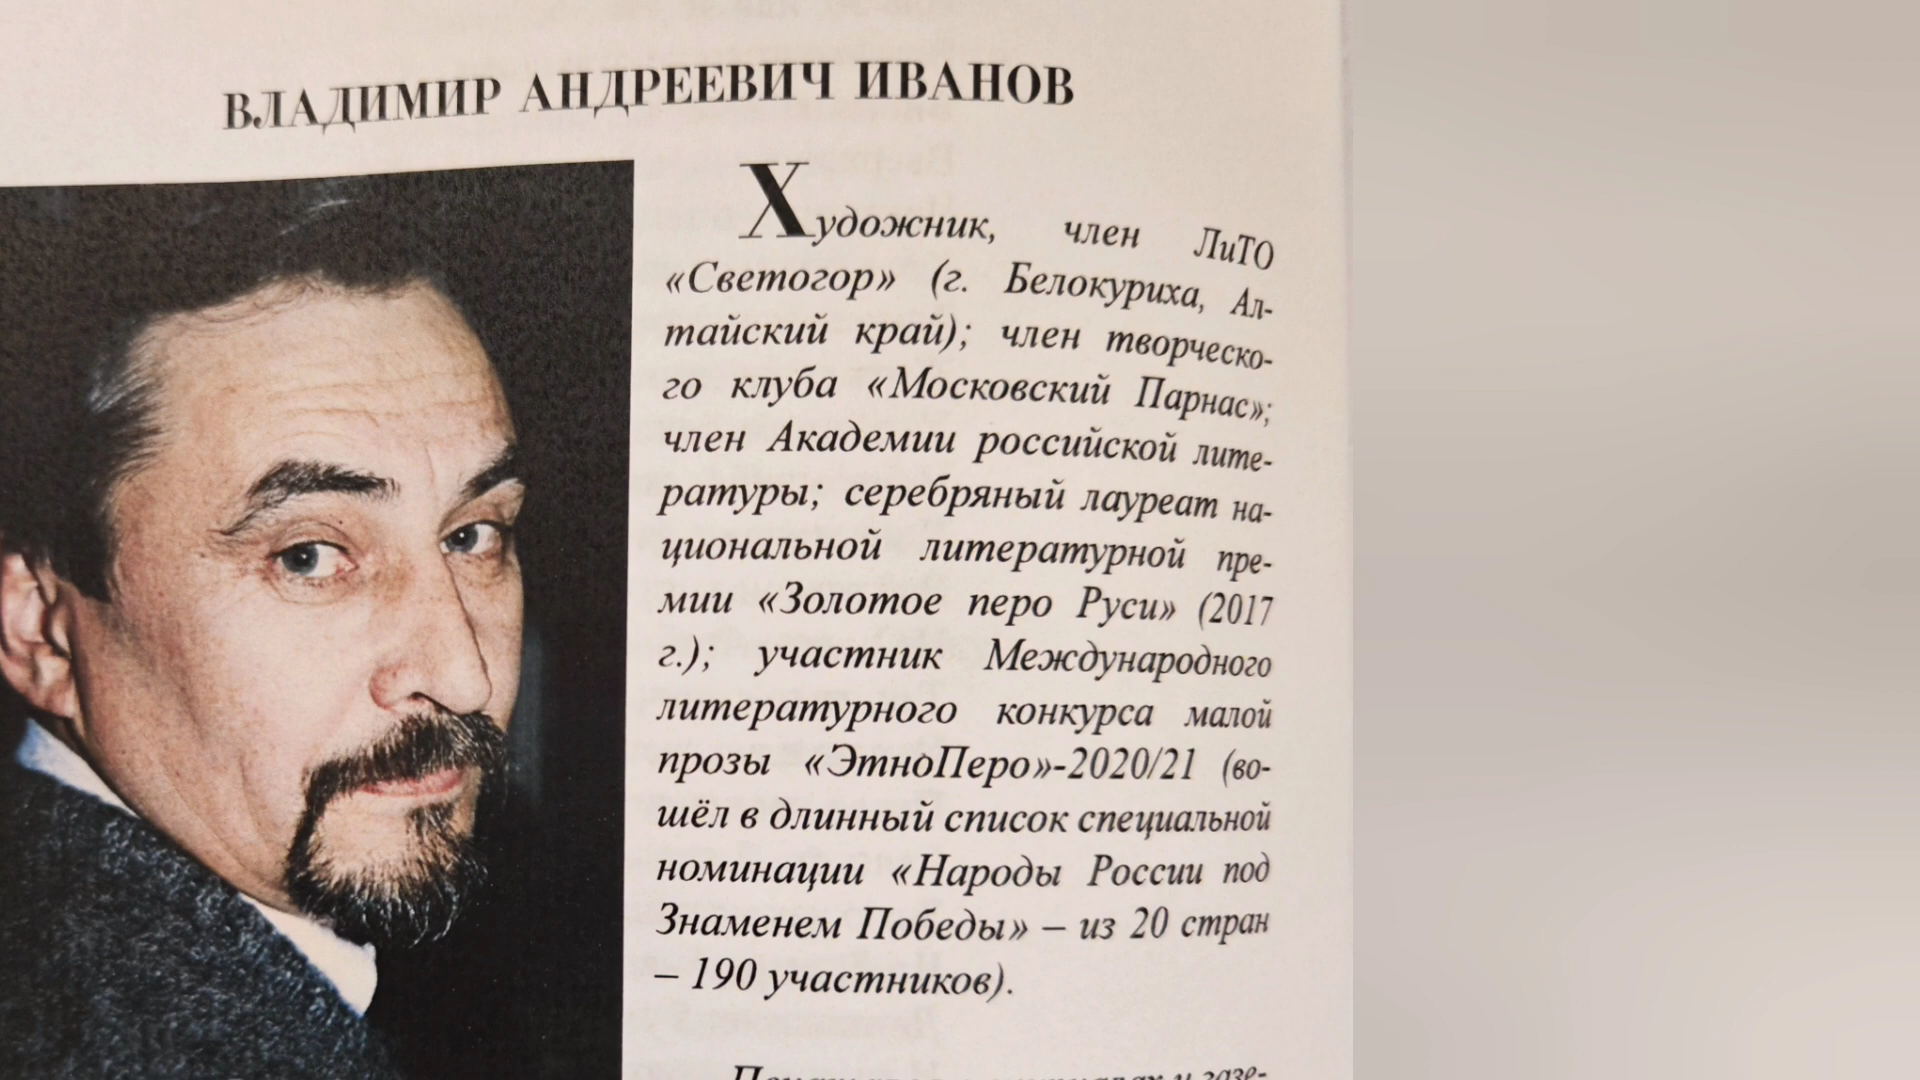 ВЛАДИМИР АНДРЕЕВИЧ ИВАНОВ
Художник, член ЛиТО
«Светогор» (г. Белокуриха, Ал-
тайский край); член творческо-
го клуба «Московский Парнас»;
член Академии российской лите-
ратуры; серебряный лауреат на-
циональной литературной пре-
мии «Золотое перо Руси» (2017
г.); участник Международного
литературного конкурса малой
прозы «ЭтноПеро»-2020/21 (во-
шёл в длинный список специальной
номинации «Народы России под
Знаменем Победы» – из 20 стран
– 190 участников).
и газе-